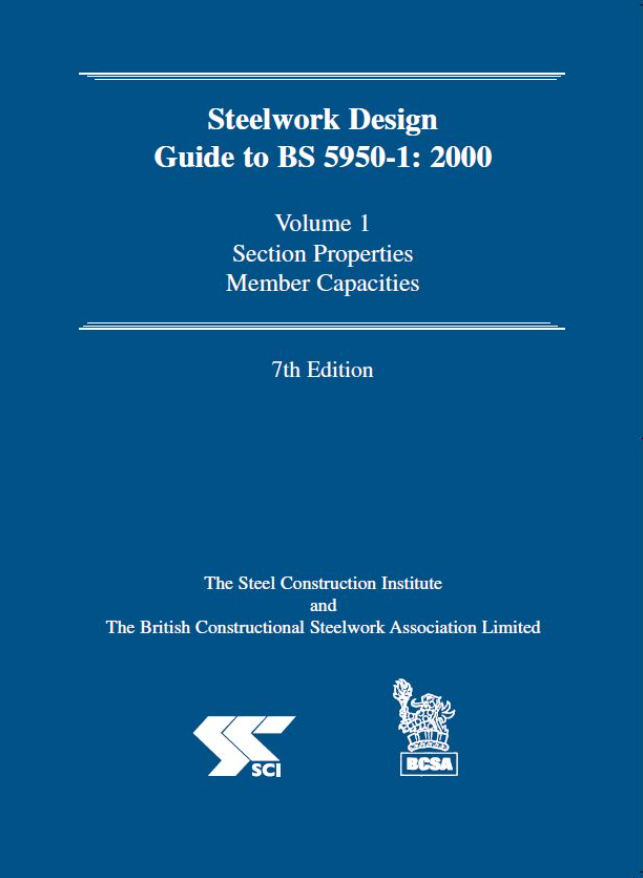 Steelwork Design
Guide to BS 5950-1: 2000
Volume 1
Section Properties
Member Capacities
7th Edition
The Steel Construction Institute
and
The British Constructional Steelwork Association Limited
SCI
BCSA